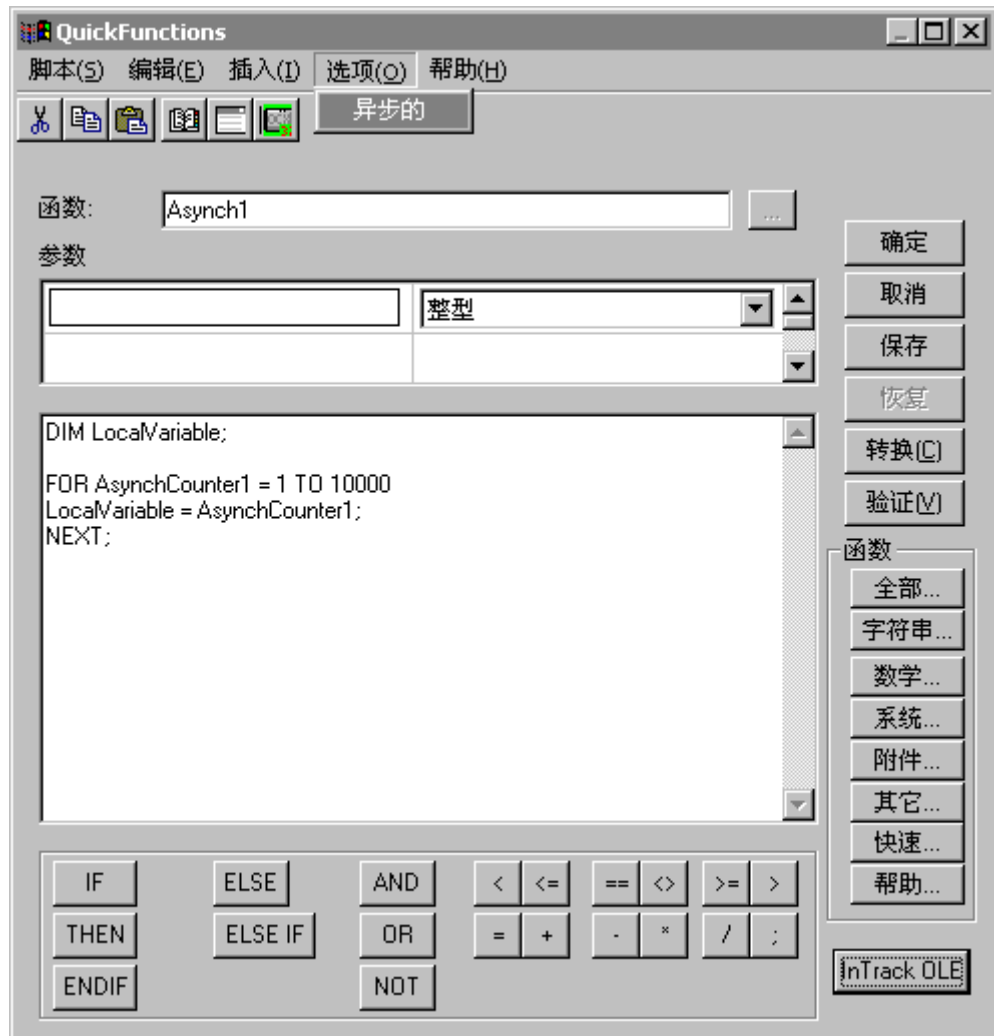 QuickFunctions
脚本(S) 编辑(E) 插入(I) 选项(O) 帮助(H)
异步的
函数: Asynch1 ...
参数
整型
确定
取消
保存
恢复
转换(C)
验证(V)
DIM LocalVariable;
FOR AsynchCounter1 = 1 TO 10000
LocalVariable = AsynchCounter1;
NEXT;
函数
全部...
字符串...
数学...
系统...
附件...
其它...
快速...
帮助...
IF ELSE AND < <= == <> >= >
THEN ELSE IF OR = + - * / ;
ENDIF NOT
InTrack OLE